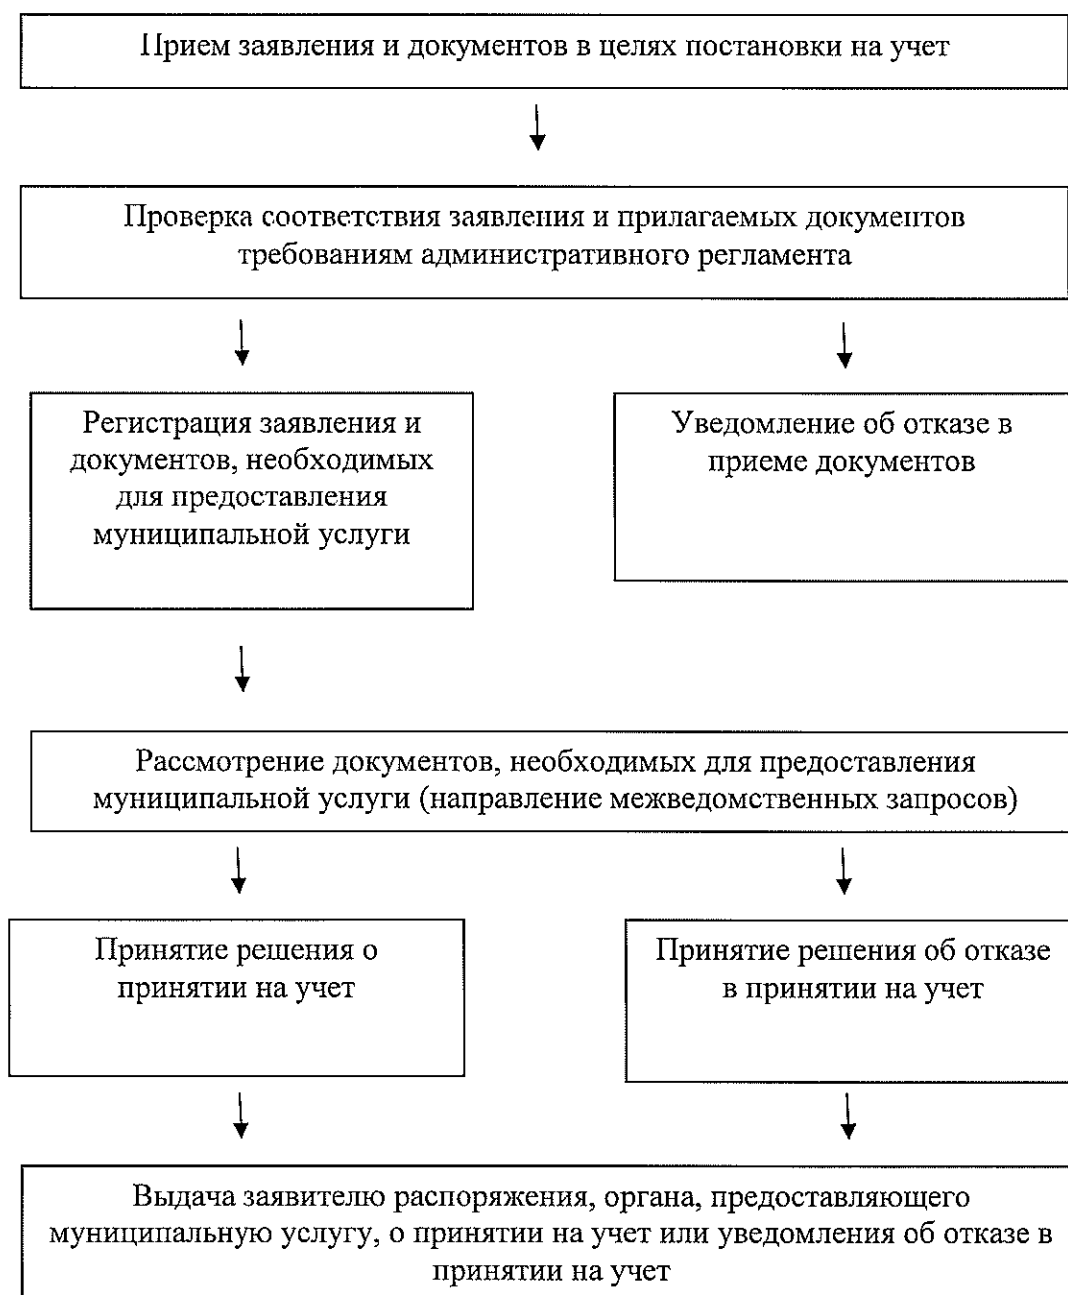 Прием заявления и документов в целях постановки на учет
Проверка соответствия заявления и прилагаемых документов
требованиям административного регламента
Регистрация заявления и
документов, необходимых
для предоставления
муниципальной услуги
Уведомление об отказе в
приеме документов
Рассмотрение документов, необходимых для предоставления
муниципальной услуги (направление межведомственных запросов)
Принятие решения о
принятии на учет
Принятие решения об отказе
в принятии на учет
Выдача заявителю распоряжения, органа, предоставляющего
муниципальную услугу, о принятии на учет или уведомления об отказе в
принятии на учет